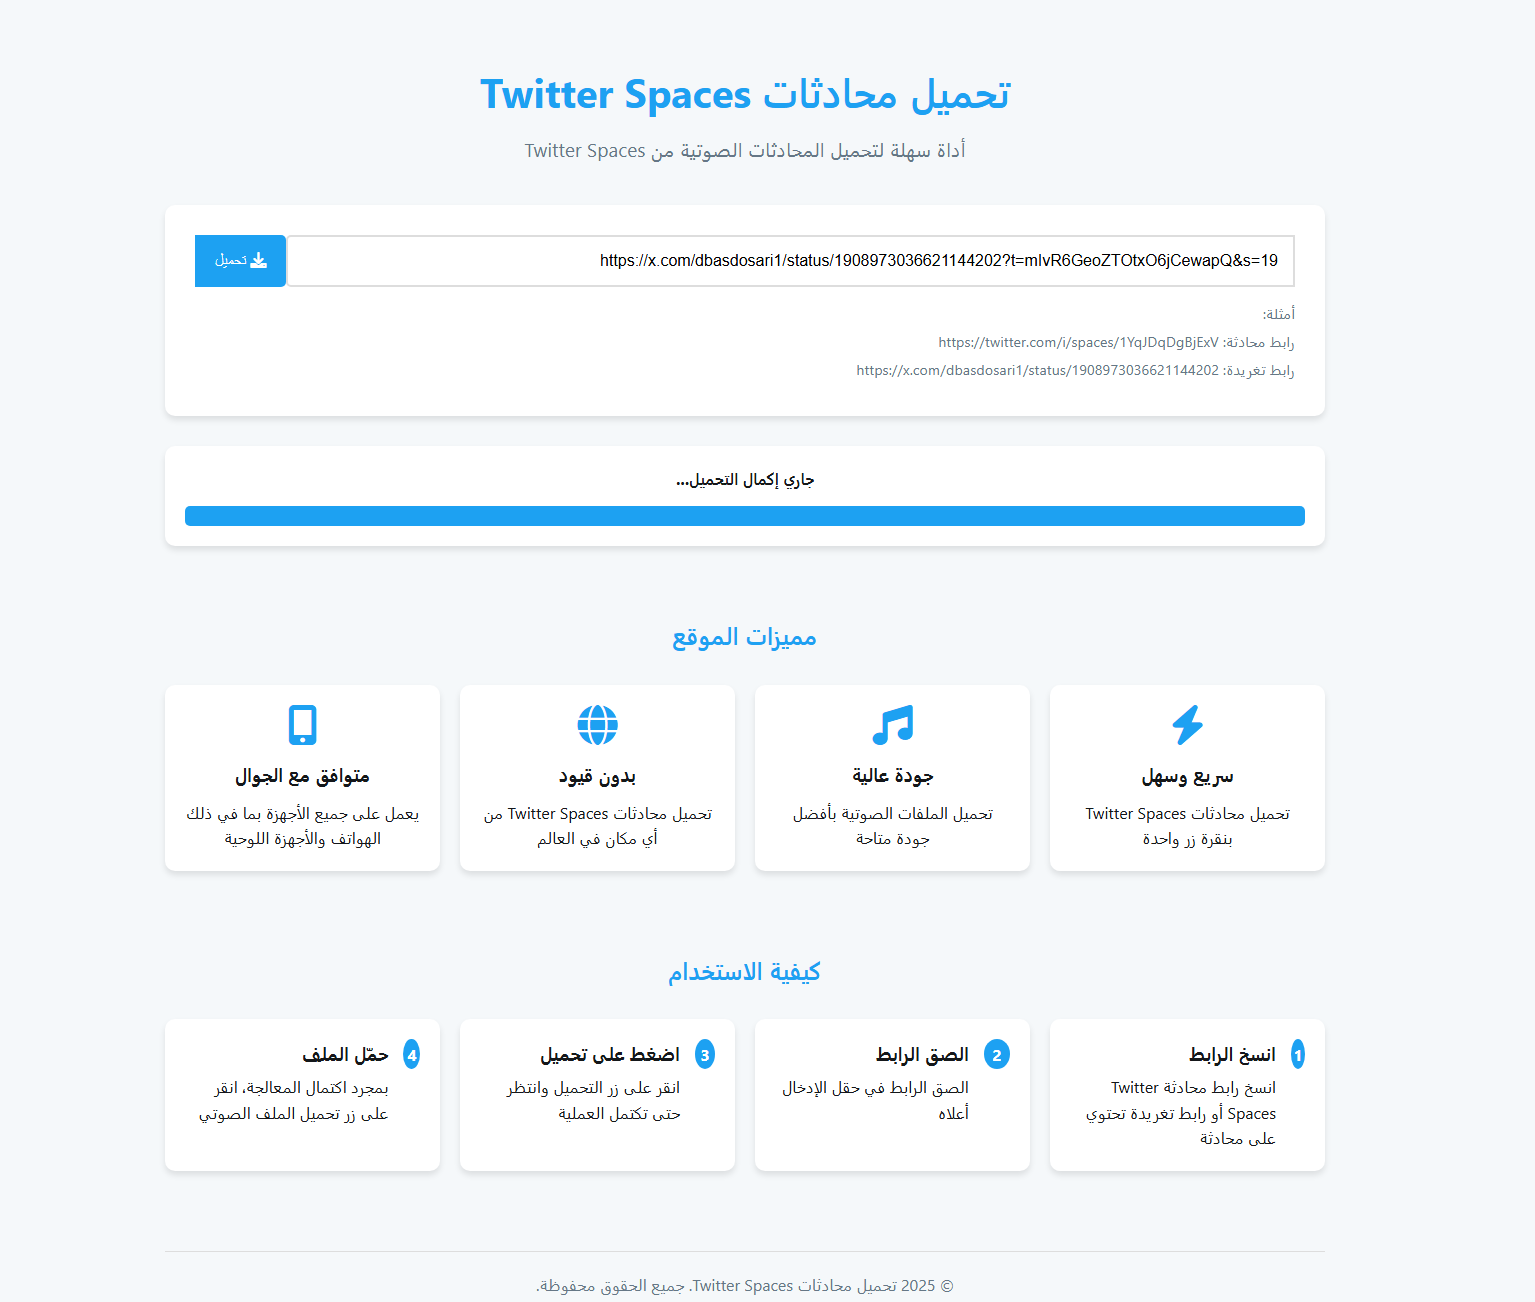 تحميل محادثات Twitter Spaces
أداة سهلة لتحميل المحادثات الصوتية من Twitter Spaces
https://x.com/dbasdosari1/status/1908973036621144202?t=mIvR6GeoZTOtxO6jCewapQ&s=19
تحميل
أمثلة:
رابط محادثة: https://twitter.com/i/spaces/1YqJDqDgBjExV
رابط تغريدة: https://x.com/dbasdosari1/status/1908973036621144202
جاري إكمال التحميل...
مميزات الموقع
سريع وسهل
تحميل محادثات Twitter Spaces
بنقرة زر واحدة
جودة عالية
تحميل الملفات الصوتية بأفضل
جودة متاحة
بدون قيود
تحميل محادثات Twitter Spaces من
أي مكان في العالم
متوافق مع الجوال
يعمل على جميع الأجهزة بما في ذلك
الهواتف والأجهزة اللوحية
كيفية الاستخدام
1 انسخ الرابط
انسخ رابط محادثة Twitter
Spaces أو رابط تغريدة تحتوي
على محادثة
2 الصق الرابط
الصق الرابط في حقل الإدخال
أعلاه
3 اضغط على تحميل
انقر على زر التحميل وانتظر
حتى تكتمل العملية
4 حمّل الملف
بمجرد اكتمال المعالجة، انقر
على زر تحميل الملف الصوتي
© 2025 تحميل محادثات Twitter Spaces. جميع الحقوق محفوظة.